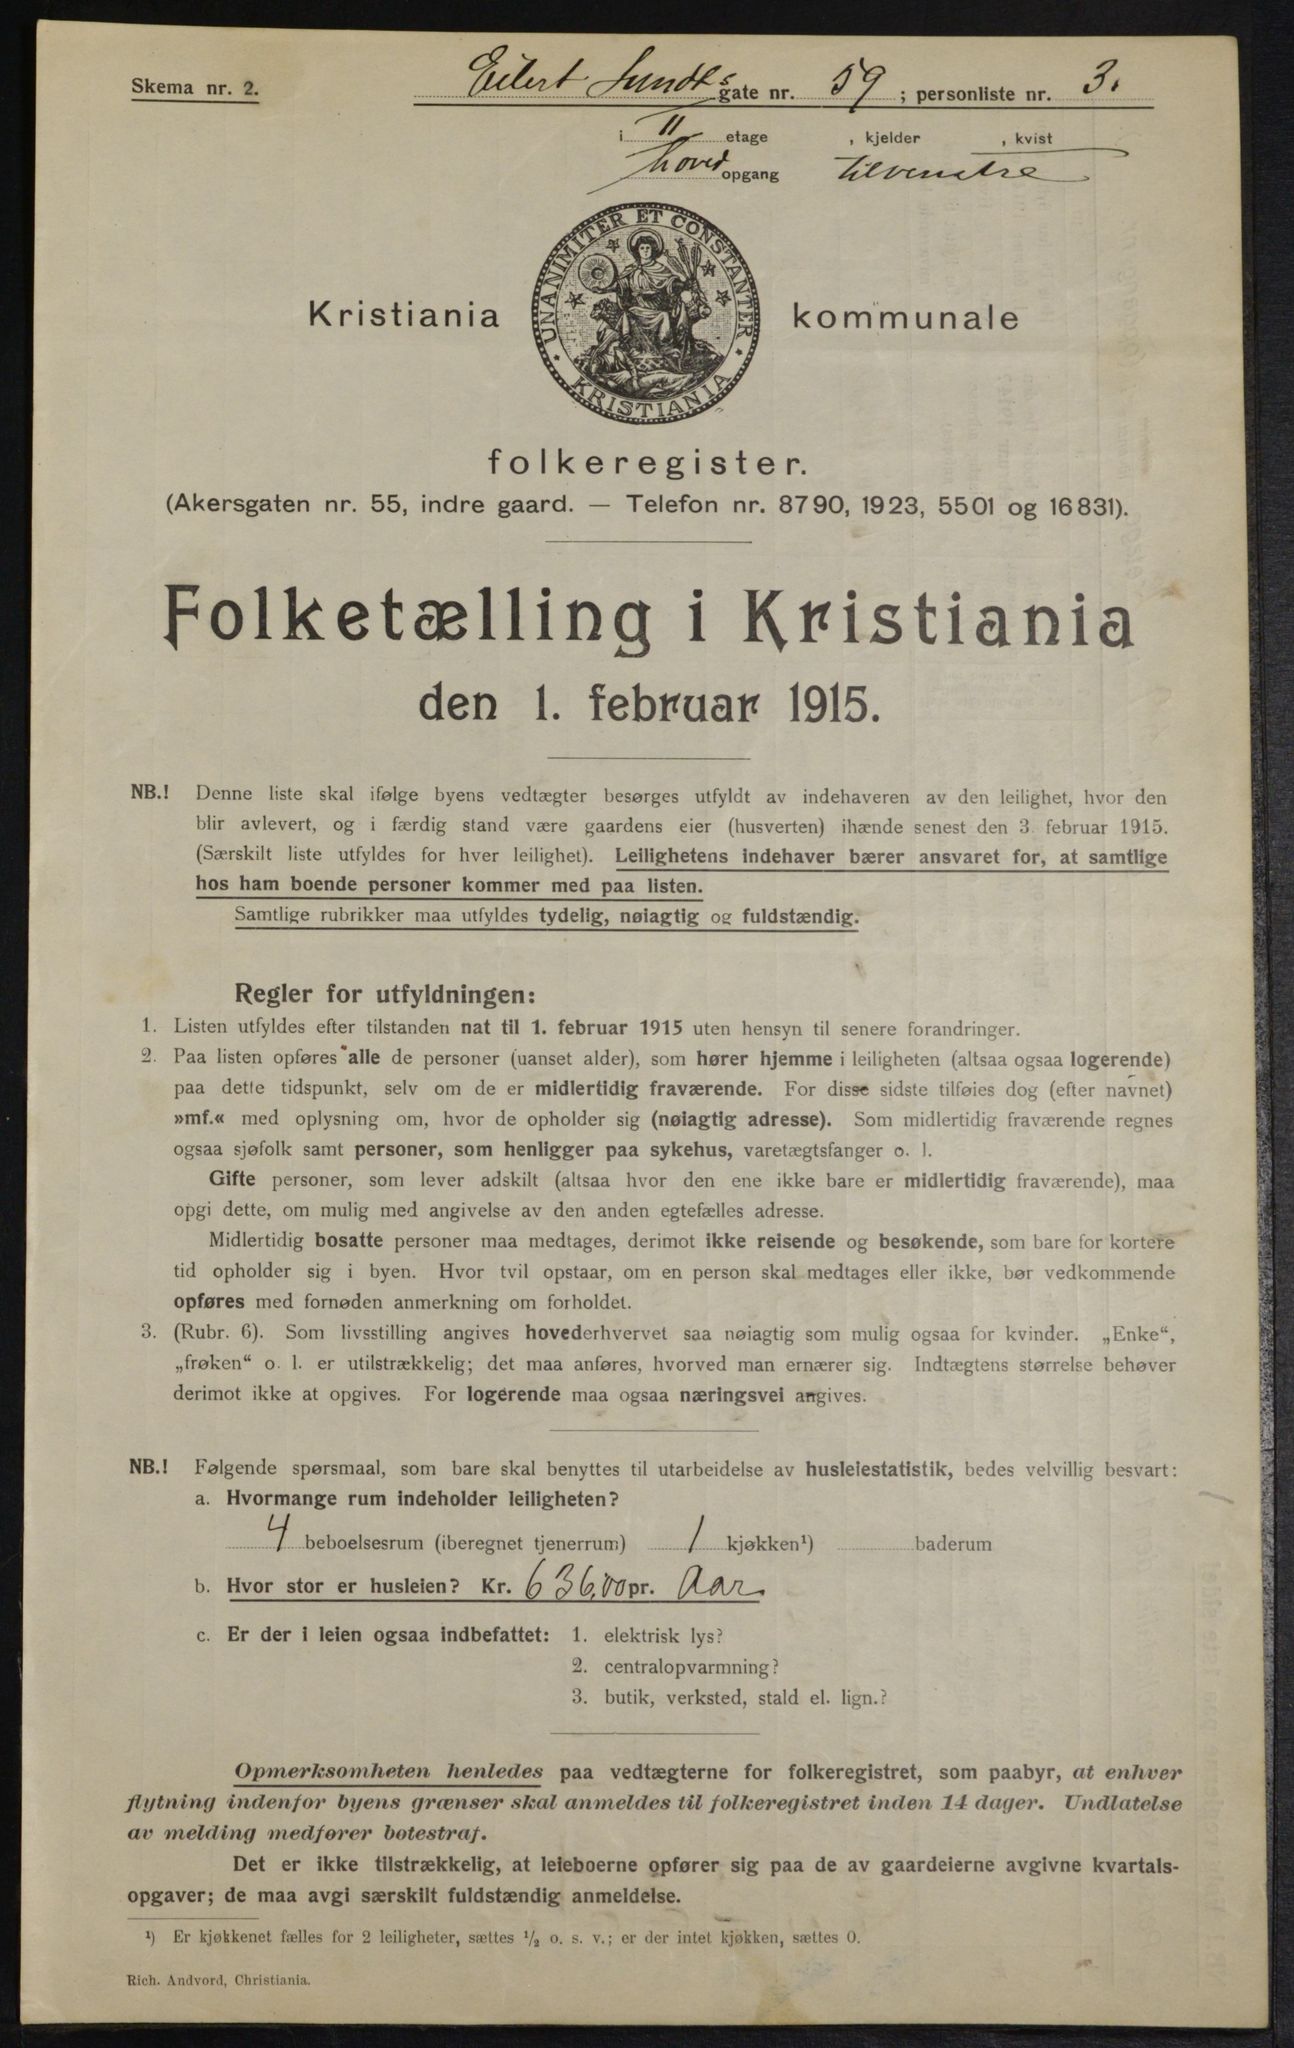 Skema nr. 2.
Eilert Sundts gate nr. 59 ; personliste nr. 3.
i II etage , kjelder , kvist
hoved opgang tilvenstre
UNANIMITER ET CONSTANTER
KRISTIANIA
Kristiania kommunale
folkeregister.
(Akersgaten nr. 55, indre gaard. — Telefon nr. 8790, 1923, 5501 og 16831).
Folketælling i Kristiania
den 1. februar 1915.
NB.! Denne liste skal ifølge byens vedtægter besørges utfyldt av indehaveren av den leilighet, hvor den
blir avlevert, og i færdig stand være gaardens eier (husverten) ihænde senest den 3. februar 1915.
(Særskilt liste utfyldes for hver leilighet). Leilighetens indehaver bærer ansvaret for, at samtlige
hos ham boende personer kommer med paa listen.
Samtlige rubrikker maa utfyldes tydelig, nøiagtig og fuldstændig.
Regler for utfyldningen:
1. Listen utfyldes efter tilstanden nat til 1. februar 1915 uten hensyn til senere forandringer.
2. Paa listen opføres alle de personer (uanset alder), som hører hjemme i leiligheten (altsaa ogsaa logerende)
paa dette tidspunkt, selv om de er midlertidig fraværende. For disse sidste tilføies dog (efter navnet)
»mf.« med oplysning om, hvor de opholder sig (nøiagtig adresse). Som midlertidig fraværende regnes
ogsaa sjøfolk samt personer, som henligger paa sykehus, varetægtsfanger o. l.
Gifte personer, som lever adskilt (altsaa hvor den ene ikke bare er midlertidig fraværende), maa
opgi dette, om mulig med angivelse av den anden egtefælles adresse.
Midlertidig bosatte personer maa medtages, derimot ikke reisende og besøkende, som bare for kortere
tid opholder sig i byen. Hvor tvil opstaar, om en person skal medtages eller ikke, bør vedkommende
opføres med fornøden anmerkning om forholdet.
3. (Rubr. 6). Som livsstilling angives hovederhvervet saa nøiagtig som mulig ogsaa for kvinder. „Enke“,
„frøken“ o. l. er utilstrækkelig; det maa anføres, hvorved man ernærer sig. Indtægtens størrelse behøver
derimot ikke at opgives. For logerende maa ogsaa næringsvei angives.
NB.! Følgende spørsmaal, som bare skal benyttes til utarbeidelse av husleiestatistik, bedes velvillig besvart:
a. Hvormange rum indeholder leiligheten?
4 beboelsesrum (iberegnet tjenerrum) 1 kjøkken¹) baderum
b. Hvor stor er husleien? Kr. 636,00 pr. Aar
c. Er der i leien ogsaa indbefattet: 1. elektrisk lys?
2. centralopvarmning?
3. butik, verksted, stald el. lign.?
Opmerksomheten henledes paa vedtægterne for folkeregistret, som paabyr, at enhver
flytning indenfor byens grænser skal anmeldes til folkeregistret inden 14 dager. Undlatelse
av melding medfører botestraf.
Det er ikke tilstrækkelig, at leieboerne opfører sig paa de av gaardeierne avgivne kvartals-
opgaver; de maa avgi særskilt fuldstændig anmeldelse.
¹) Er kjøkkenet fælles for 2 leiligheter, sættes ½ o. s. v.; er der intet kjøkken, sættes 0.
Rich. Andvord, Christiania.